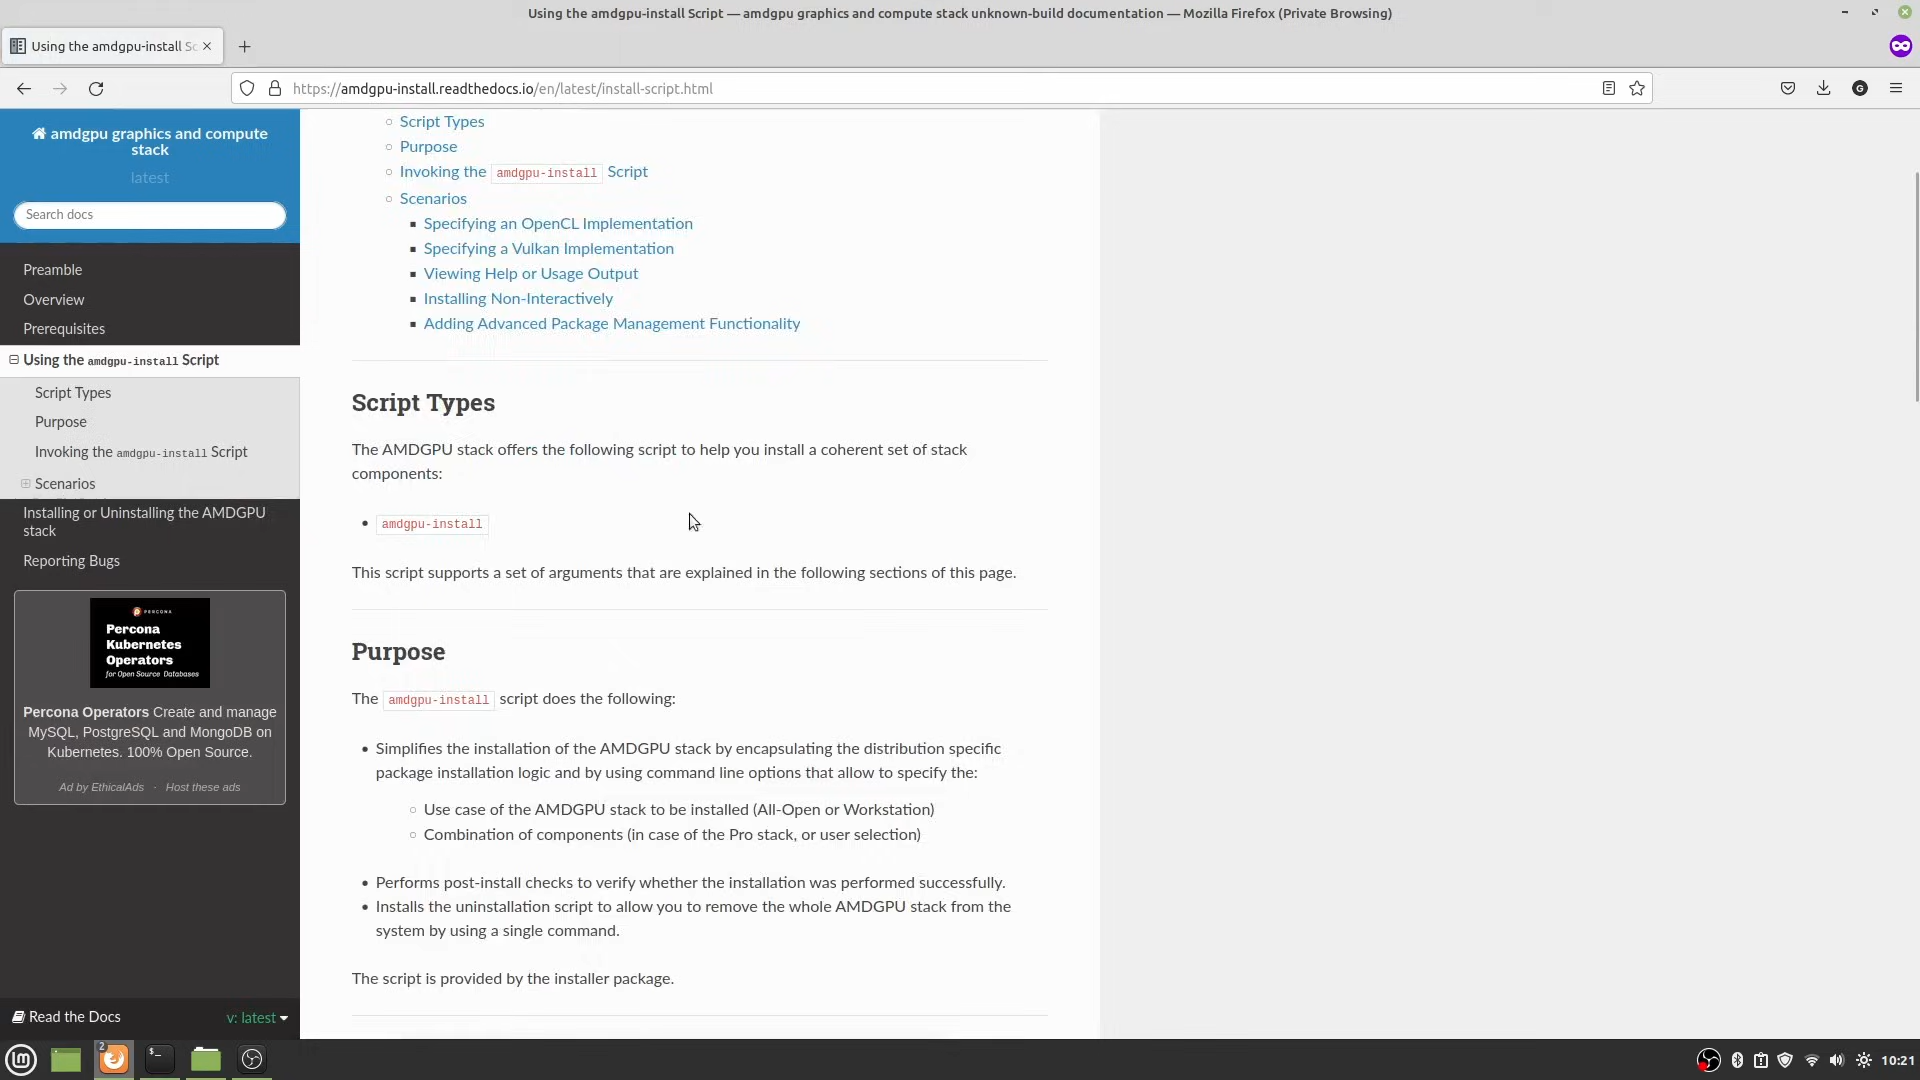 Using the amdgpu-install Script — amdgpu graphics and compute stack unknown-build documentation — Mozilla Firefox (Private Browsing)
Using the amdgpu-install Sc
https://amdgpu-install.readthedocs.io/en/latest/install-script.html
amdgpu graphics and compute
stack
latest
Search docs
Preamble
Overview
Prerequisites
Using the amdgpu-install Script
Script Types
Purpose
Invoking the amdgpu-install Script
Scenarios
Installing or Uninstalling the AMDGPU
stack
Reporting Bugs
PERCONA
Percona
Kubernetes
Operators
for Open Source Databases
Percona Operators Create and manage
MySQL, PostgreSQL and MongoDB on
Kubernetes. 100% Open Source.
Ad by EthicalAds · Host these ads
Read the Docs
v: latest
Script Types
Purpose
Invoking the amdgpu-install Script
Scenarios
Specifying an OpenCL Implementation
Specifying a Vulkan Implementation
Viewing Help or Usage Output
Installing Non-Interactively
Adding Advanced Package Management Functionality
Script Types
The AMDGPU stack offers the following script to help you install a coherent set of stack
components:
amdgpu-install
This script supports a set of arguments that are explained in the following sections of this page.
Purpose
The amdgpu-install script does the following:
Simplifies the installation of the AMDGPU stack by encapsulating the distribution specific
package installation logic and by using command line options that allow to specify the:
Use case of the AMDGPU stack to be installed (All-Open or Workstation)
Combination of components (in case of the Pro stack, or user selection)
Performs post-install checks to verify whether the installation was performed successfully.
Installs the uninstallation script to allow you to remove the whole AMDGPU stack from the
system by using a single command.
The script is provided by the installer package.
2
10:21